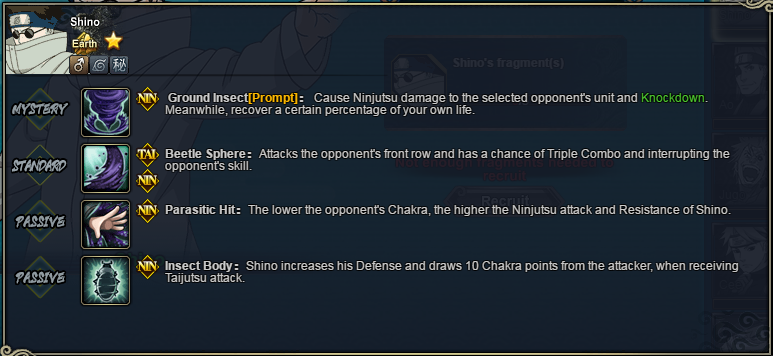 Shino
Earth
秘
Shino's fragment(s)
MYSTERY
NIN
Ground Insect[Prompt]： Cause Ninjutsu damage to the selected opponent's unit and Knockdown.
Meanwhile, recover a certain percentage of your own life.
STANDARD
TAI
NIN
Beetle Sphere： Attacks the opponent's front row and has a chance of Triple Combo and interrupting the
opponent's skill.
recruit
Recruit
PASSIVE
NIN
Parasitic Hit： The lower the opponent's Chakra, the higher the Ninjutsu attack and Resistance of Shino.
PASSIVE
NIN
Insect Body： Shino increases his Defense and draws 10 Chakra points from the attacker, when receiving
Taijutsu attack.